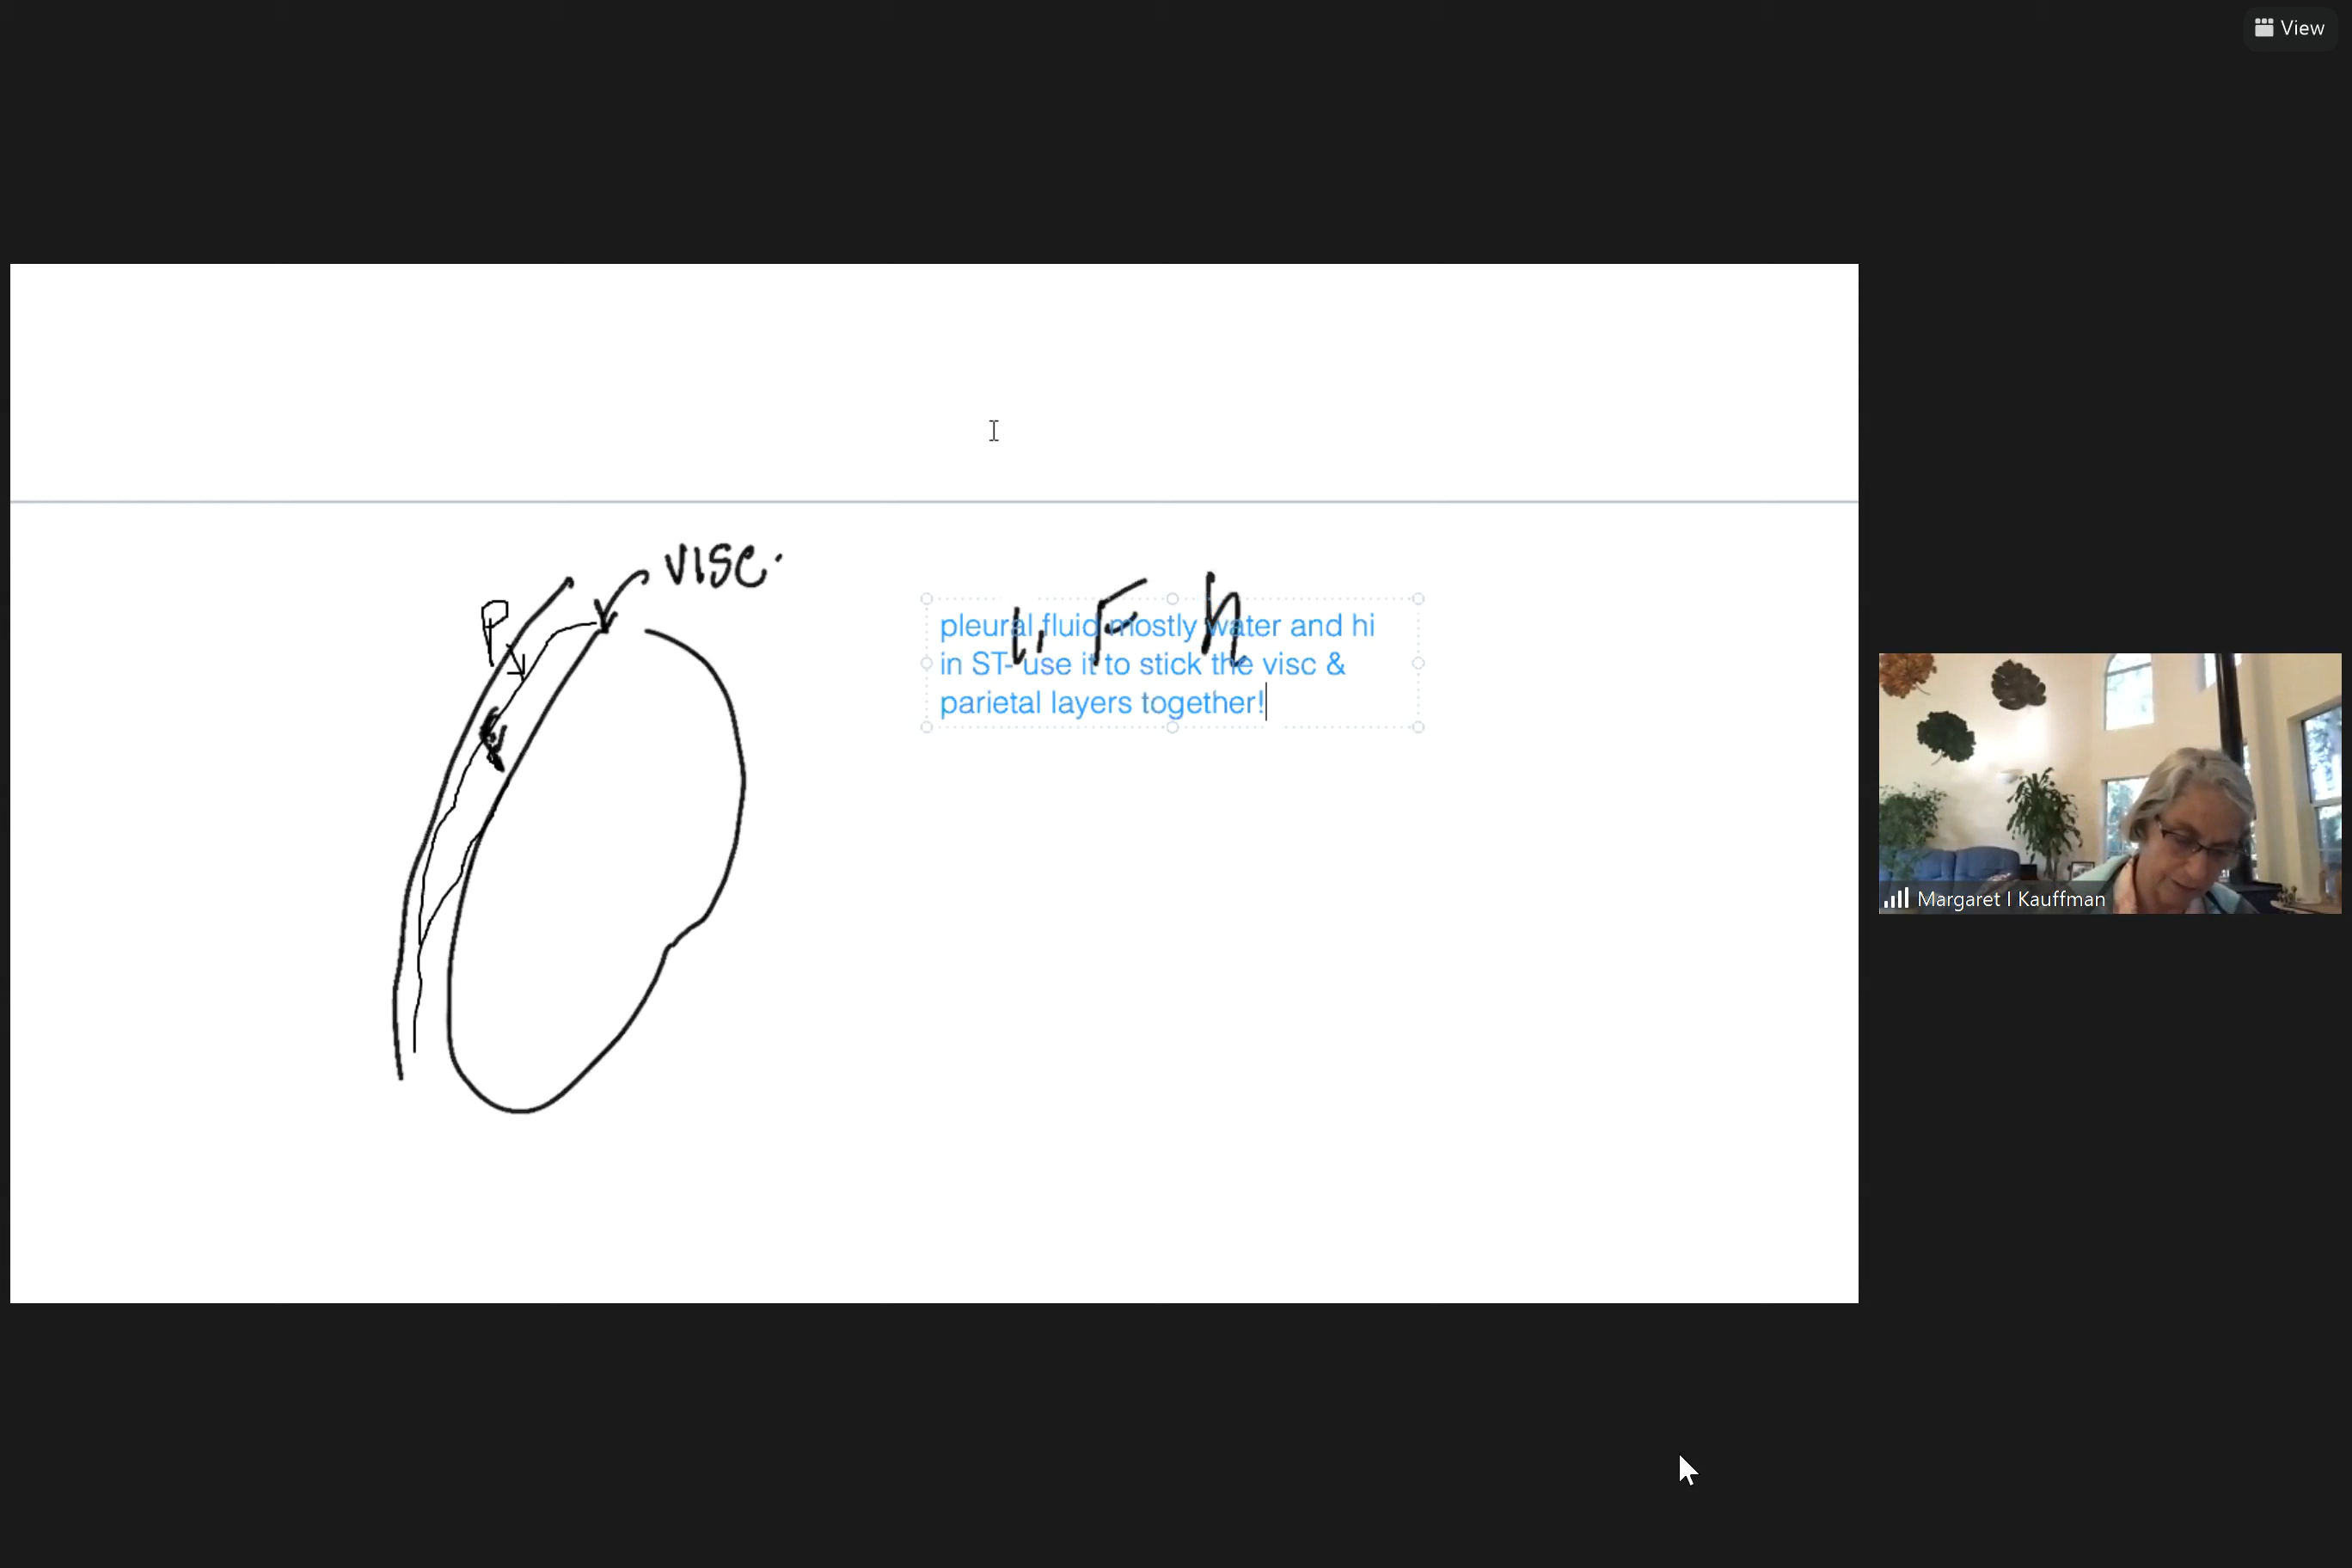 View
visc.
P
pleural fluid mostly water and hi
in ST- use it to stick the visc &
parietal layers together!
Margaret I Kauffman